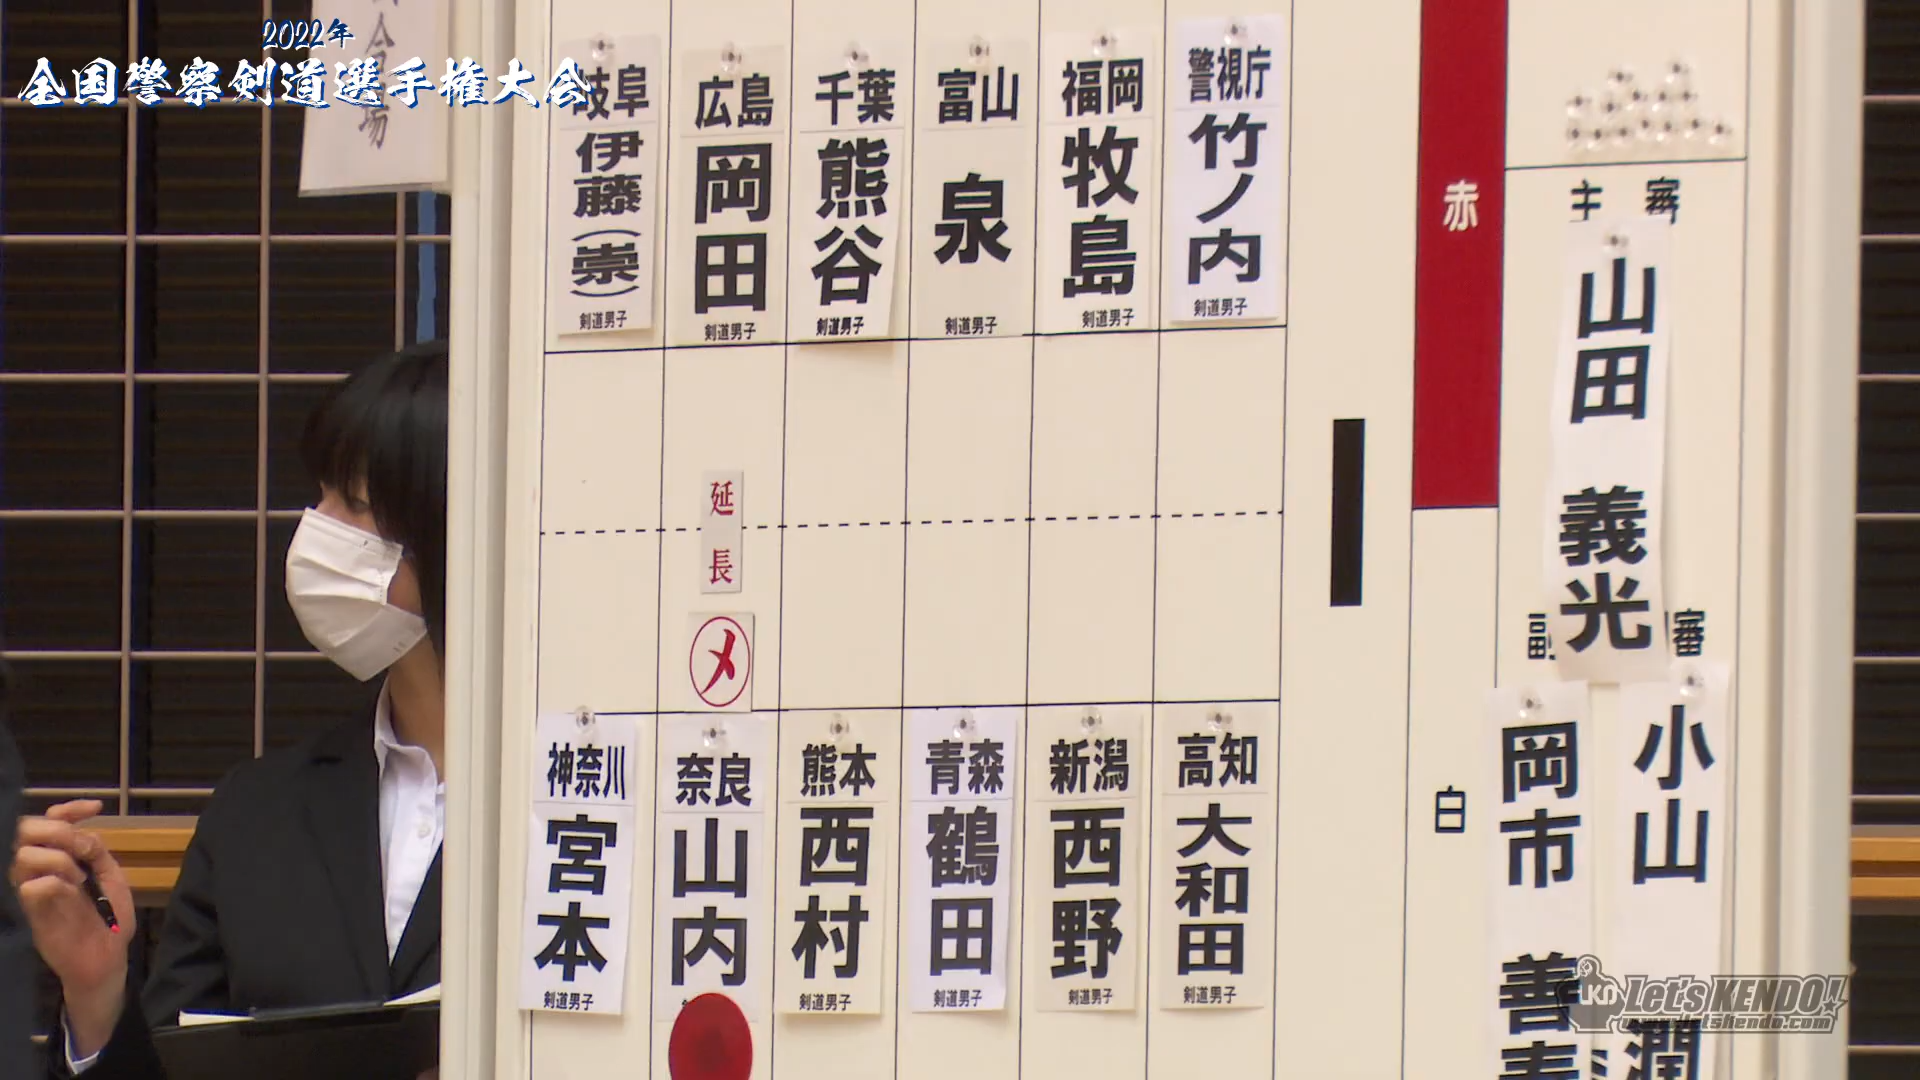 2022年
全国警察剣道選手権大会
岐阜
伊藤(崇)
剣道男子
広島
岡田
剣道男子
千葉
熊谷
剣道男子
富山
泉
剣道男子
福岡
牧島
剣道男子
警視庁
竹ノ内
剣道男子
延長
メ
神奈川
宮本
剣道男子
奈良
山内
熊本
西村
剣道男子
青森
鶴田
剣道男子
新潟
西野
剣道男子
高知
大和田
剣道男子
赤
白
主審
山田 義光
副審
岡市 善
小山 潤
Let's KENDO!
www.letskendo.com